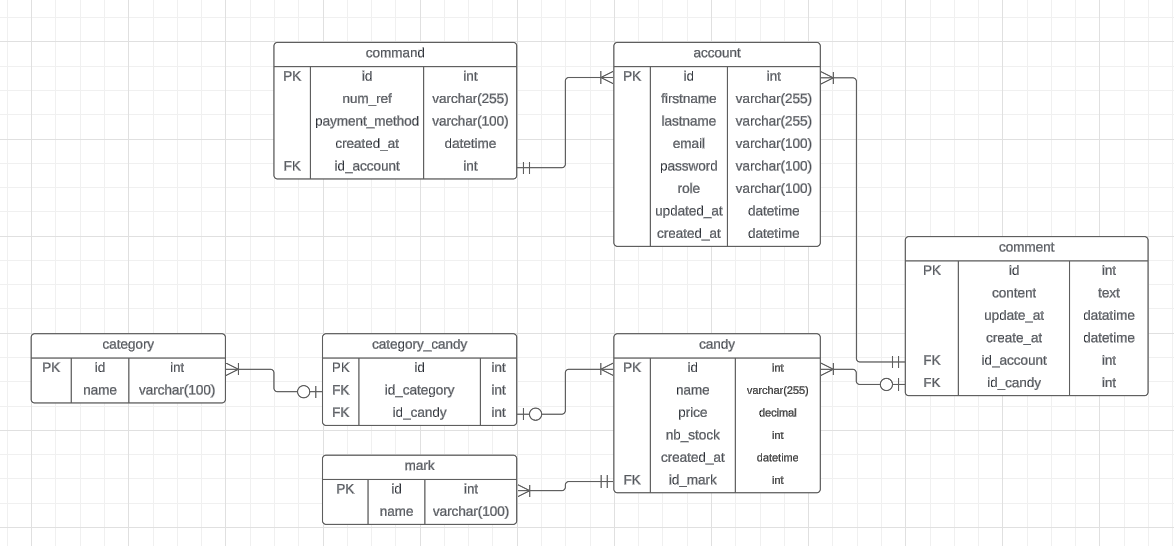 command
PK id int
num_ref varchar(255)
payment_method varchar(100)
created_at datetime
FK id_account int
account
PK id int
firstname varchar(255)
lastname varchar(255)
email varchar(100)
password varchar(100)
role varchar(100)
updated_at datetime
created_at datetime
comment
PK id int
content text
update_at datatime
create_at datetime
FK id_account int
FK id_candy int
category
PK id int
name varchar(100)
category_candy
PK id int
FK id_category int
FK id_candy int
candy
PK id int
name varchar(255)
price decimal
nb_stock int
created_at datetime
FK id_mark int
mark
PK id int
name varchar(100)